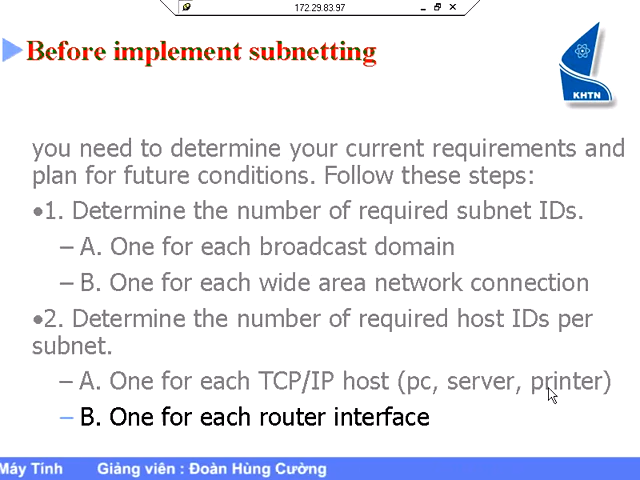 172.29.83.97
Before implement subnetting
KHTN
you need to determine your current requirements and
plan for future conditions. Follow these steps:
•1. Determine the number of required subnet IDs.
– A. One for each broadcast domain
– B. One for each wide area network connection
•2. Determine the number of required host IDs per
subnet.
– A. One for each TCP/IP host (pc, server, printer)
– B. One for each router interface
Máy Tính Giảng viên : Đoàn Hùng Cường